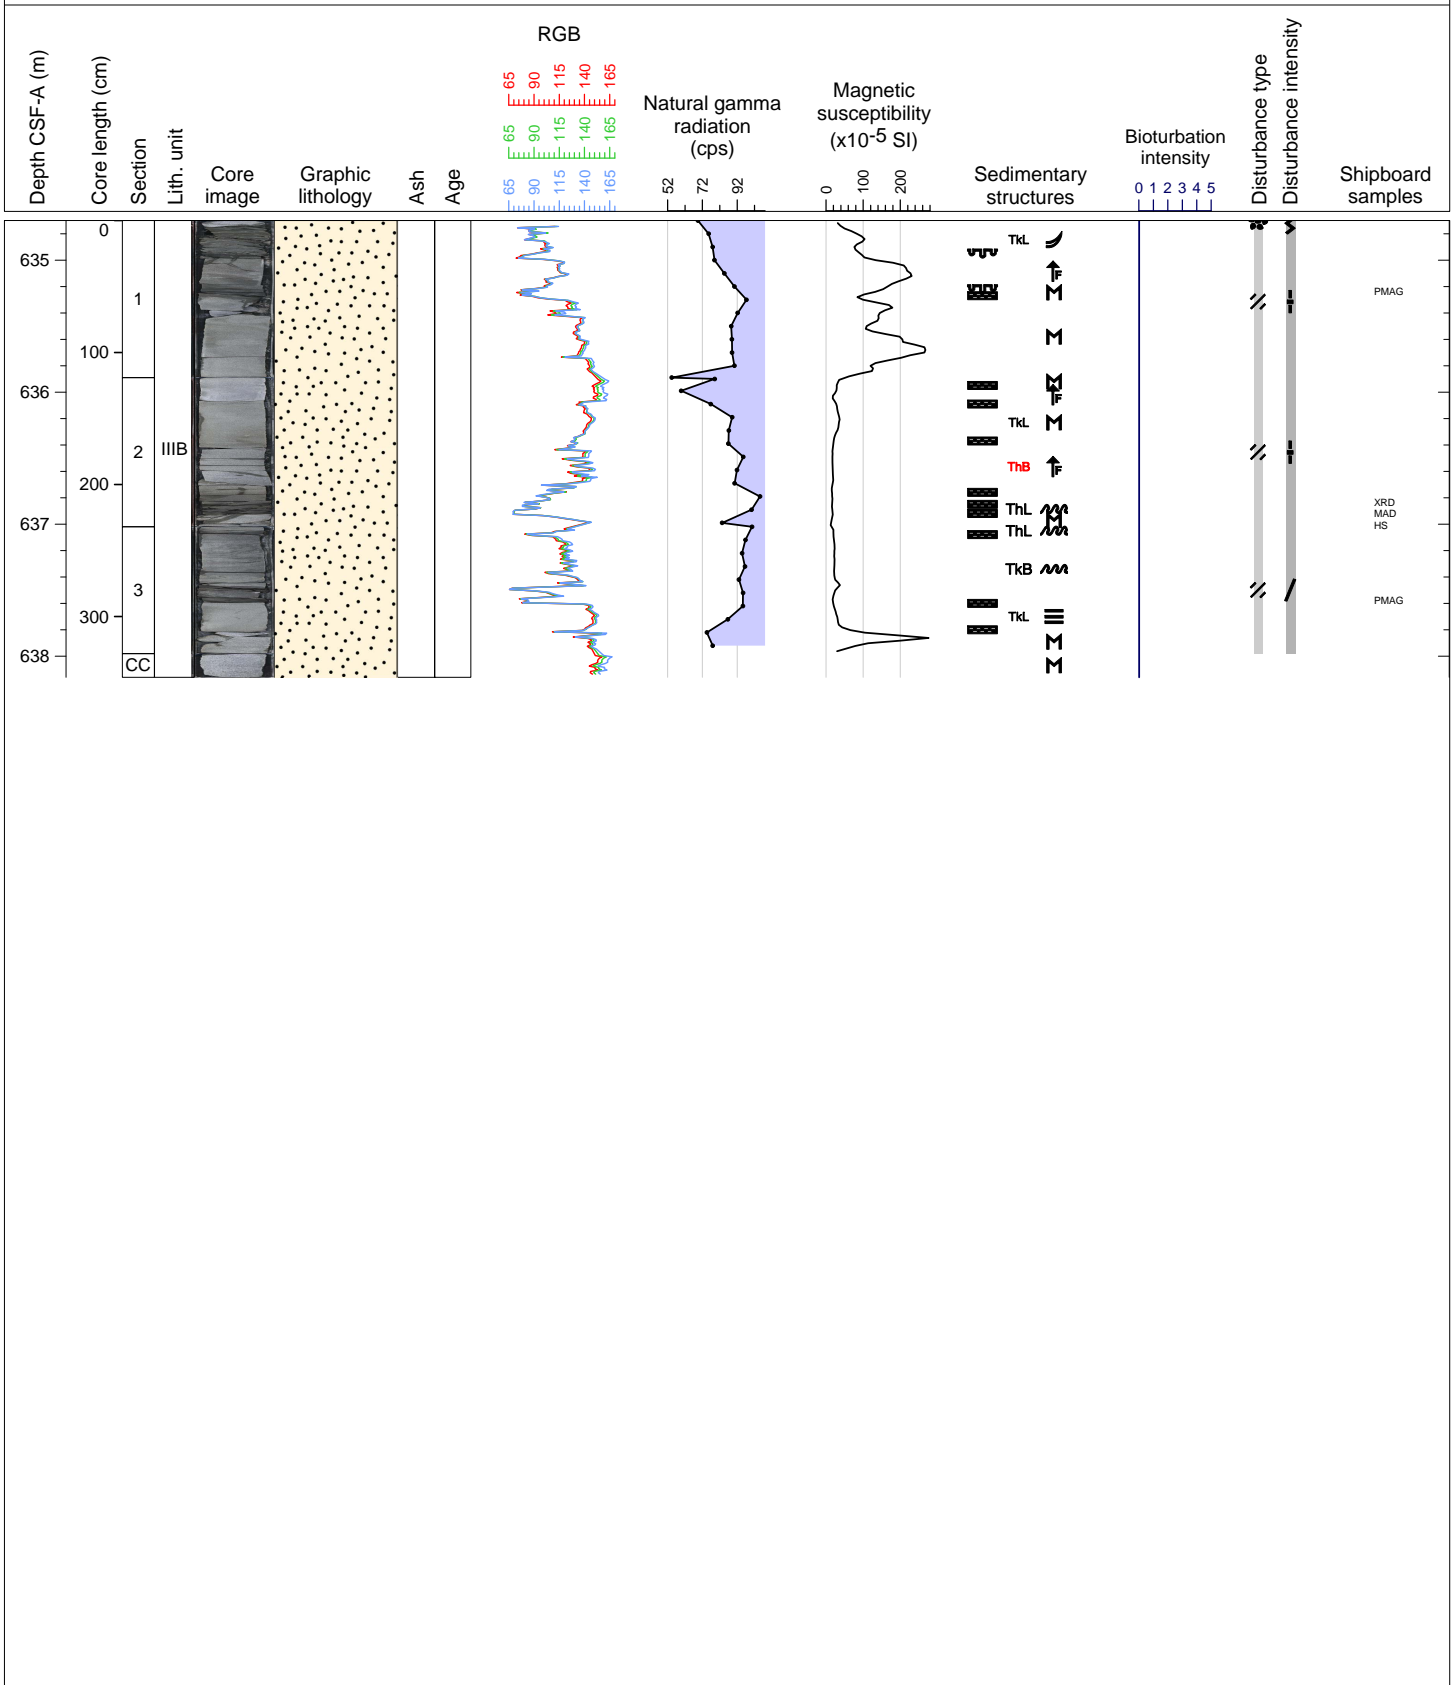 RGB
Depth CSF-A (m)
Core length (cm)
Section
Lith. unit
Core image
Graphic lithology
Ash
Age
65 90 115 140 165
65 90 115 140 165
65 90 115 140 165
Natural gamma radiation (cps)
52 72 92
Magnetic susceptibility (x10-5 SI)
0 100 200
Sedimentary structures
Bioturbation intensity
0 1 2 3 4 5
Disturbance type
Disturbance intensity
Shipboard samples
0
TkL
635
F
1
M
PMAG
M
100
636
M
F
TkL M
2
IIIB
ThB F
200
XRD
ThL
MAD
M
637
HS
ThL
TkB
3
PMAG
300
TkL
M
638
CC
M